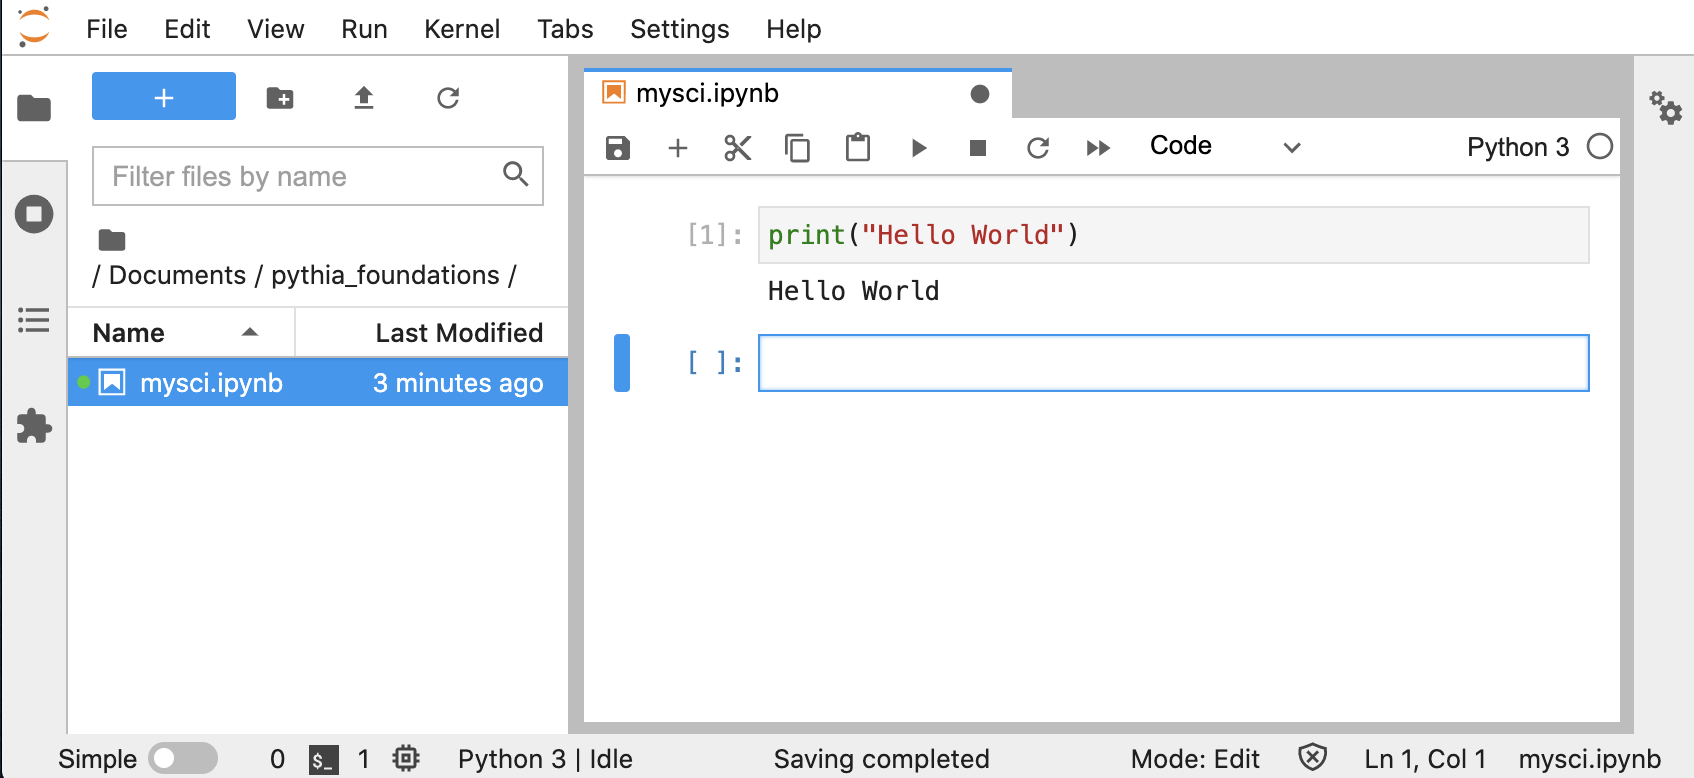 File Edit View Run Kernel Tabs Settings Help
mysci.ipynb
Filter files by name
/ Documents / pythia_foundations /
Name Last Modified
mysci.ipynb 3 minutes ago
Code Python 3
[1]: print("Hello World")
Hello World
[ ]:
Simple 0 $_ 1 Python 3 | Idle Saving completed Mode: Edit Ln 1, Col 1 mysci.ipynb